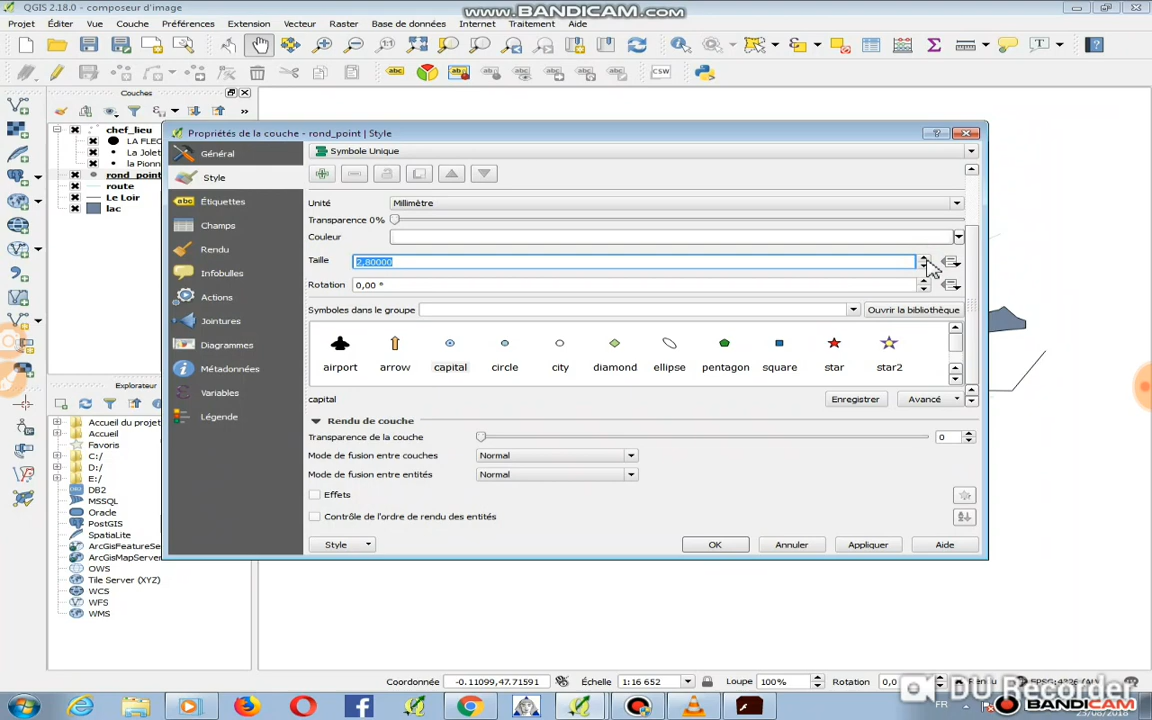 QGIS 2.18.0 - composeur d'image
www.BANDICAM.com
Projet Éditer Vue Couche Préférences Extension Vecteur Raster Base de données Internet Traitement Aide
Couches
chef_lieu
LA FLEC
La Jolet
la Pionn
rond_point
route
Le Loir
lac
Explorateur
Accueil du projet
Accueil
Favoris
C:/
D:/
E:/
DB2
MSSQL
Oracle
PostGIS
SpatiaLite
ArcGisFeatureSe
ArcGisMapServer
OWS
Tile Server (XYZ)
WCS
WFS
WMS
Propriétés de la couche - rond_point | Style
Général
Style
Étiquettes
Champs
Rendu
Infobulles
Actions
Jointures
Diagrammes
Métadonnées
Variables
Légende
Symbole Unique
Unité Millimètre
Transparence 0%
Couleur
Taille 2,80000
Rotation 0,00 °
Symboles dans le groupe Ouvrir la bibliothèque
airport arrow capital circle city diamond ellipse pentagon square star star2
capital Enregistrer Avancé
Rendu de couche
Transparence de la couche 0
Mode de fusion entre couches Normal
Mode de fusion entre entités Normal
Effets
Contrôle de l'ordre de rendu des entités
Style OK Annuler Appliquer Aide
Coordonnée -0.11099,47.71591 Échelle 1:16 652 Loupe 100% Rotation 0,0
DU Recorder
BANDICAM
FR